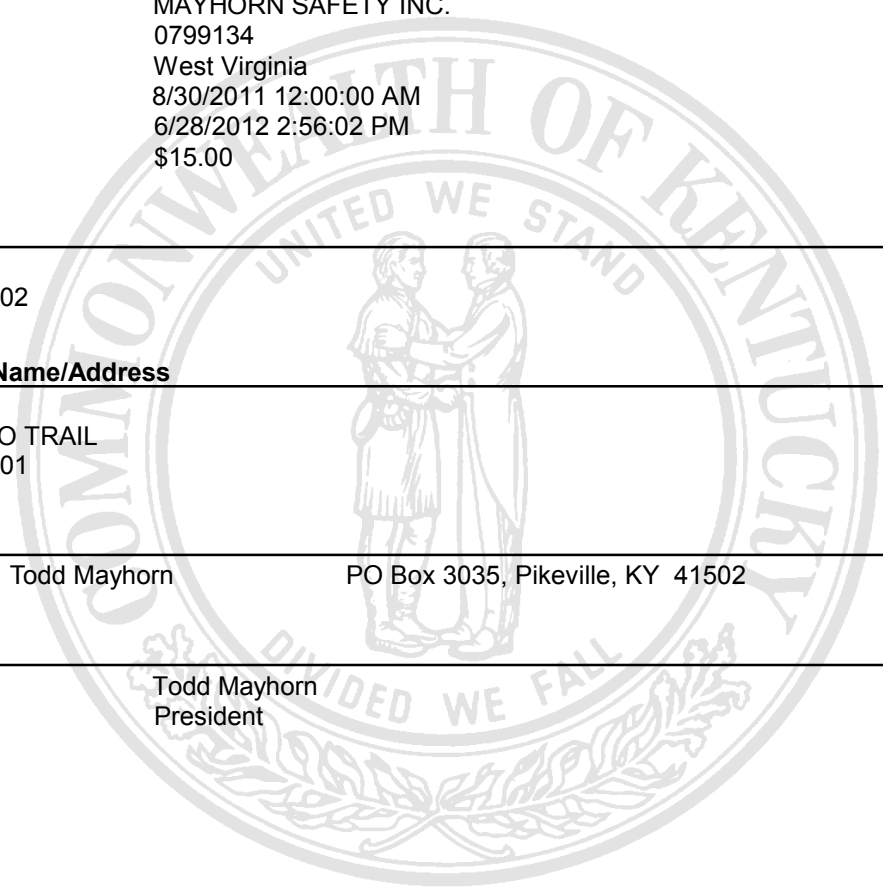 MAYHORN SAFETY INC.
0799134
West Virginia
8/30/2011 12:00:00 AM
6/28/2012 2:56:02 PM
$15.00
02
Name/Address
O TRAIL
01
Todd Mayhorn PO Box 3035, Pikeville, KY 41502
Todd Mayhorn
President
COMMONWEALTH OF KENTUCKY
UNITED WE STAND
DIVIDED WE FALL